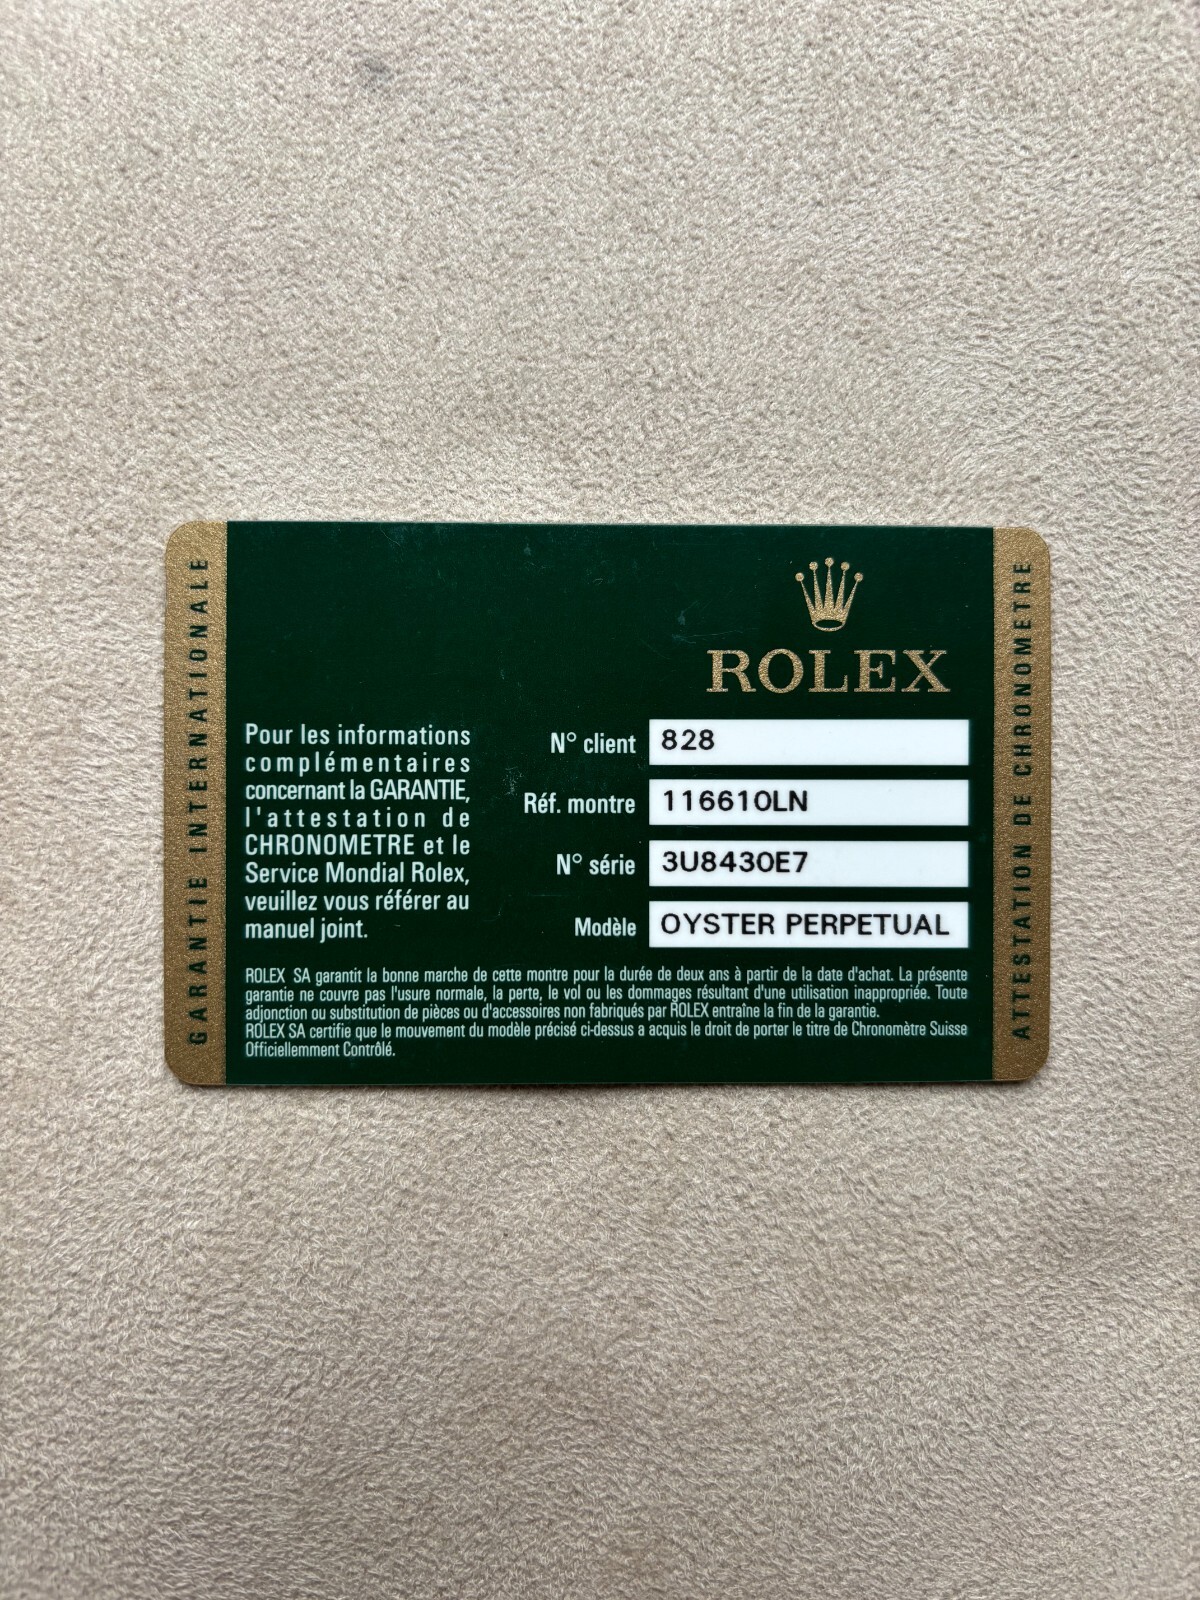 GARANTIE INTERNATIONALE
ROLEX
Pour les informations
complémentaires
concernant la GARANTIE,
l'attestation de
CHRONOMETRE et le
Service Mondial Rolex,
veuillez vous référer au
manuel joint.
N° client 828
Réf. montre 116610LN
N° série 3U8430E7
Modèle OYSTER PERPETUAL
ROLEX SA garantit la bonne marche de cette montre pour la durée de deux ans à partir de la date d'achat. La présente
garantie ne couvre pas l'usure normale, la perte, le vol ou les dommages résultant d'une utilisation inappropriée. Toute
adjonction ou substitution de pièces ou d'accessoires non fabriqués par ROLEX entraîne la fin de la garantie.
ROLEX SA certifie que le mouvement du modèle précisé ci-dessus a acquis le droit de porter le titre de Chronomètre Suisse
Officiellemment Contrôlé.
ATTESTATION DE CHRONOMETRE